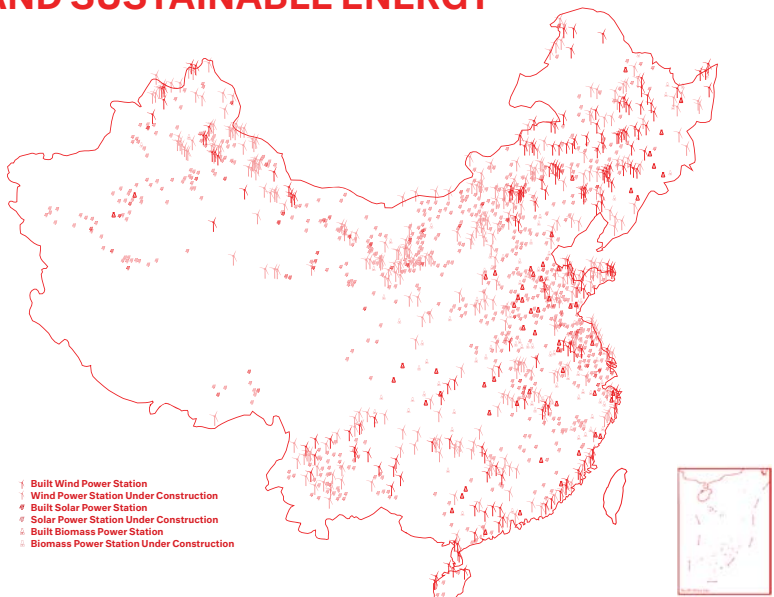 AND SUSTAINABLE ENERGY
Built Wind Power Station
Wind Power Station Under Construction
Built Solar Power Station
Solar Power Station Under Construction
Built Biomass Power Station
Biomass Power Station Under Construction